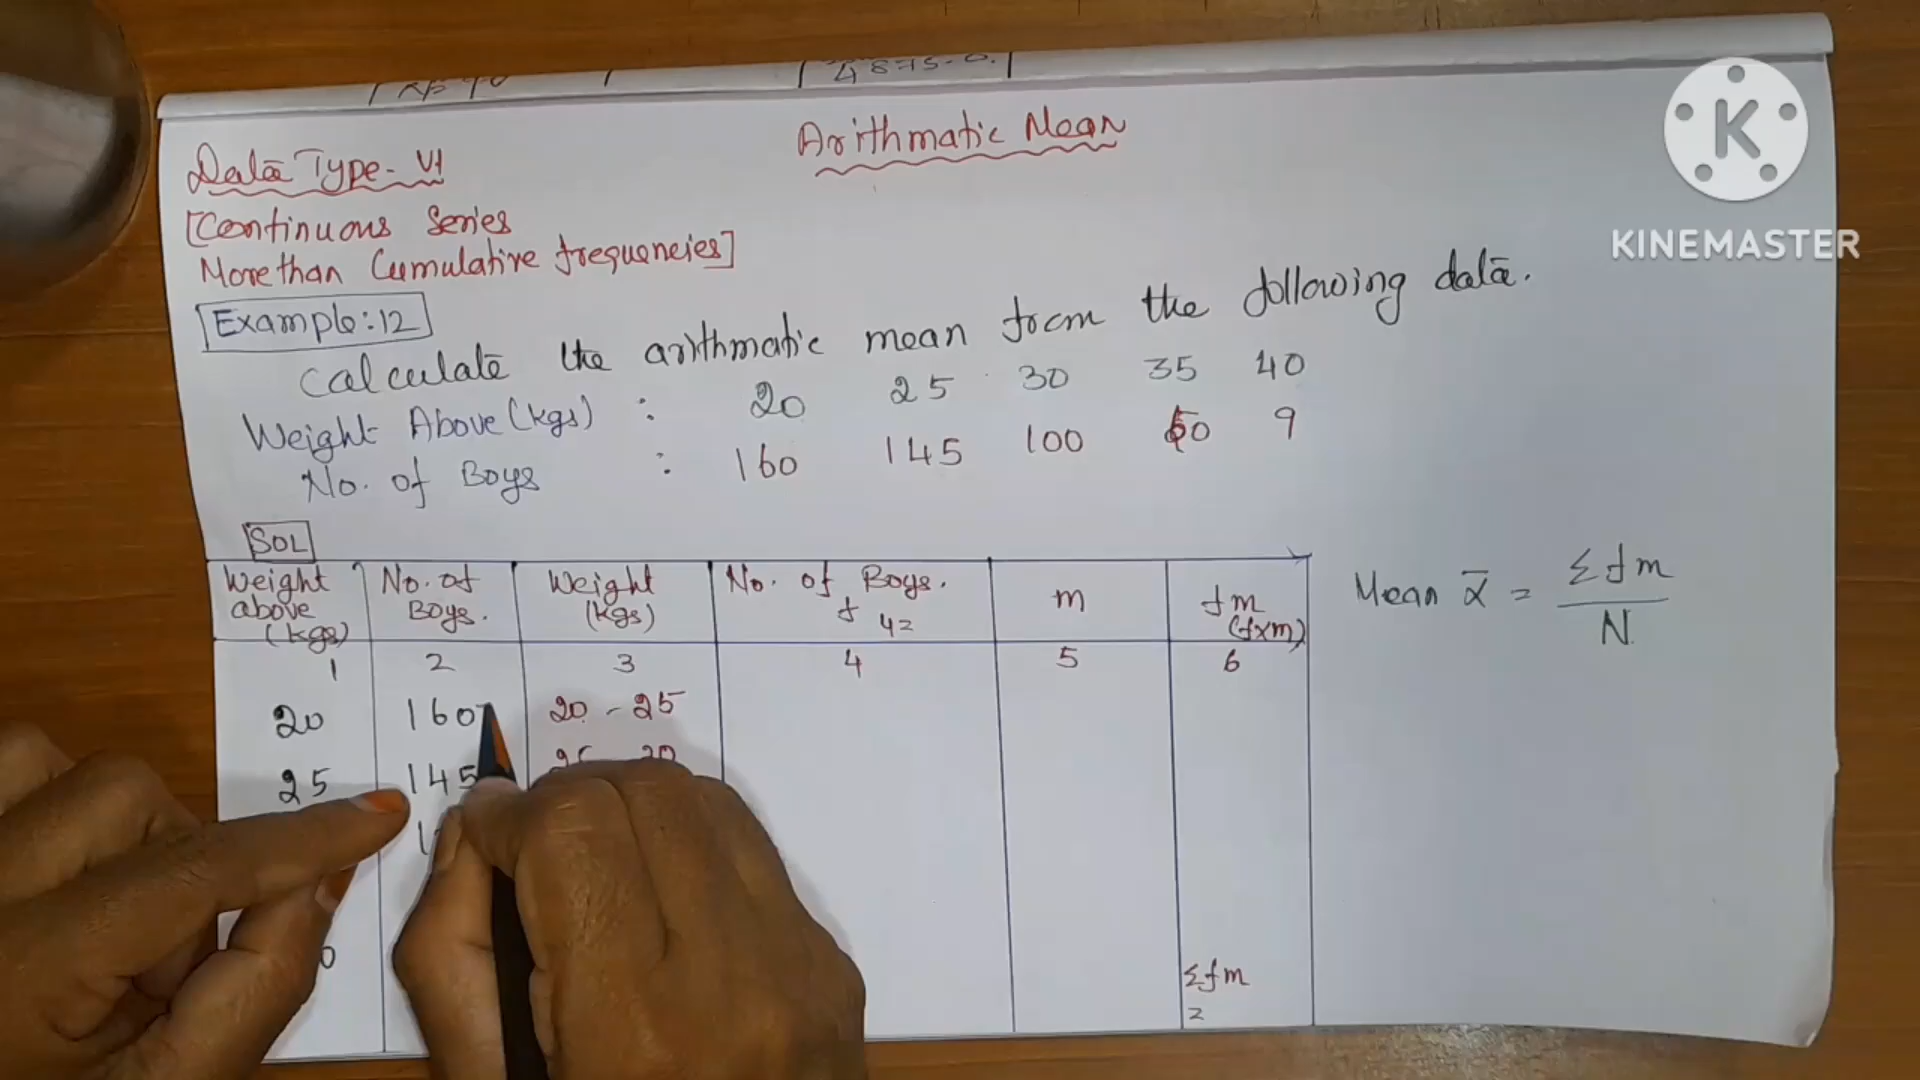 Arithmatic Mean
Data Type - VI
[Continuous Series
More than Cumulative frequencies]
Example: 12
Calculate the arithmatic mean from the following data.
Weight Above (kgs) : 20 25 30 35 40
No. of Boys : 160 145 100 50 9
SOL
Weight above (kgs) No. of Boys. Weight (kgs) No. of Boys. f m fm (fxm)
1 2 3 4 5 6
20 160 20 - 25
25 145
Σfm
=
Mean x̄ = Σfm
N
K
KINEMASTER